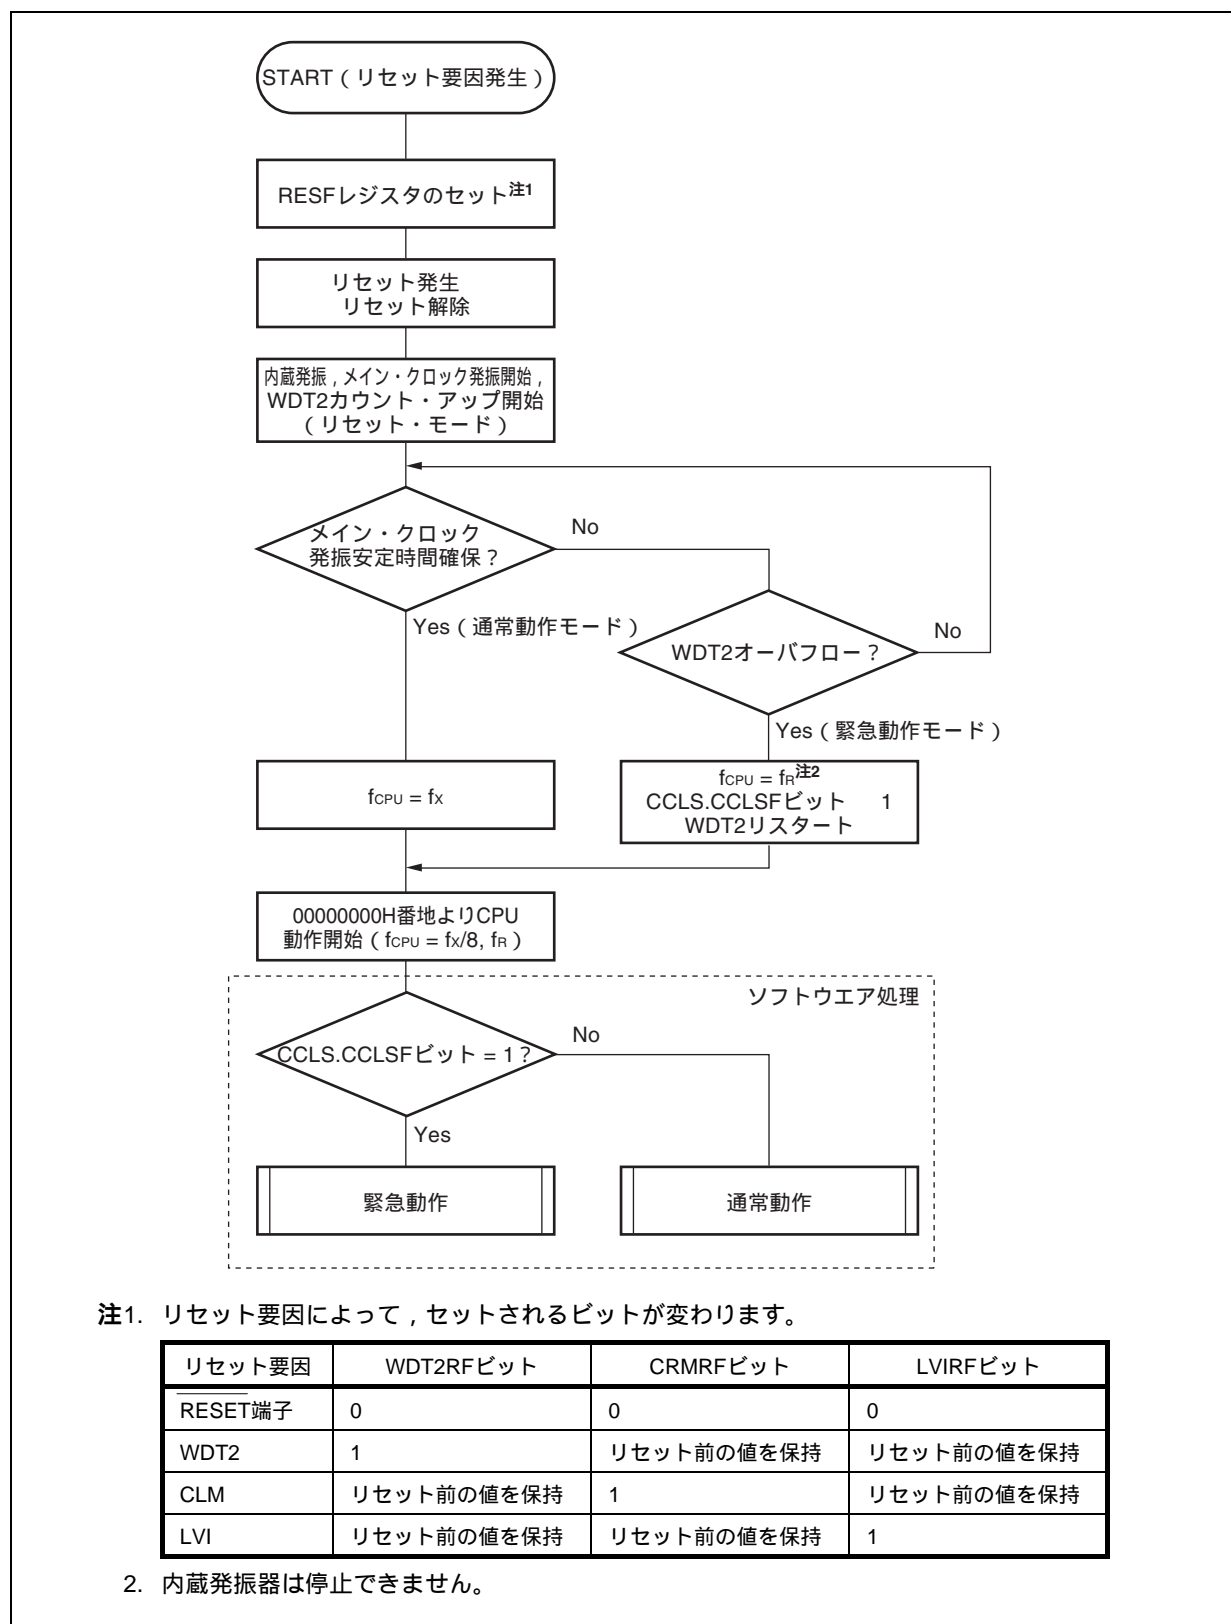 START（リセット要因発生）
RESFレジスタのセット注1
リセット発生
リセット解除
内蔵発振，メイン・クロック発振開始，
WDT2カウント・アップ開始
（リセット・モード）
メイン・クロック
発振安定時間確保？
No
Yes（通常動作モード）
WDT2オーバフロー？
No
Yes（緊急動作モード）
fCPU = fX
fCPU = fR注2
CCLS.CCLSFビット　1
WDT2リスタート
00000000H番地よりCPU
動作開始（fCPU = fX/8, fR）
ソフトウエア処理
CCLS.CCLSFビット = 1？
No
Yes
緊急動作
通常動作
注1. リセット要因によって，セットされるビットが変わります。
リセット要因 WDT2RFビット CRMRFビット LVIRFビット
RESET端子 0 0 0
WDT2 1 リセット前の値を保持 リセット前の値を保持
CLM リセット前の値を保持 1 リセット前の値を保持
LVI リセット前の値を保持 リセット前の値を保持 1
2. 内蔵発振器は停止できません。